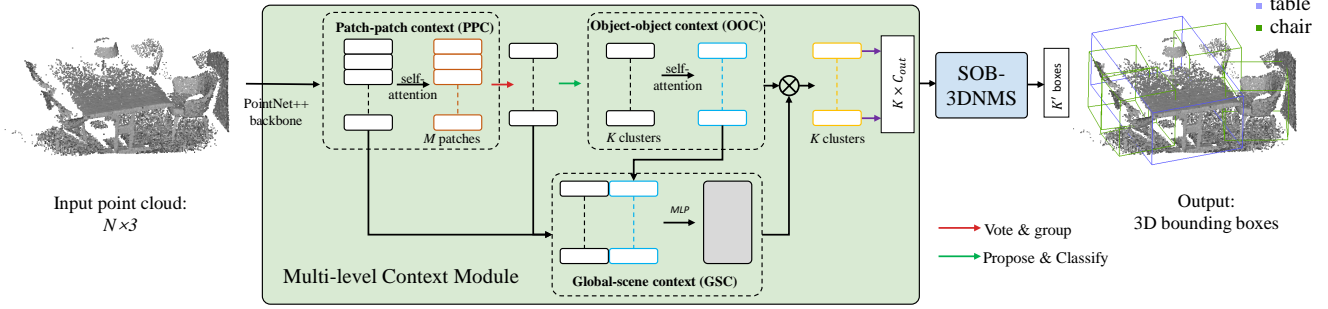 Input point cloud:
N×3
PointNet++
backbone
Patch-patch context (PPC)
self-
attention
M patches
Object-object context (OOC)
self-
attention
K clusters
K clusters
K × C_out
SOB-
3DNMS
K' boxes
table
chair
Output:
3D bounding boxes
MLP
Global-scene context (GSC)
Multi-level Context Module
Vote & group
Propose & Classify